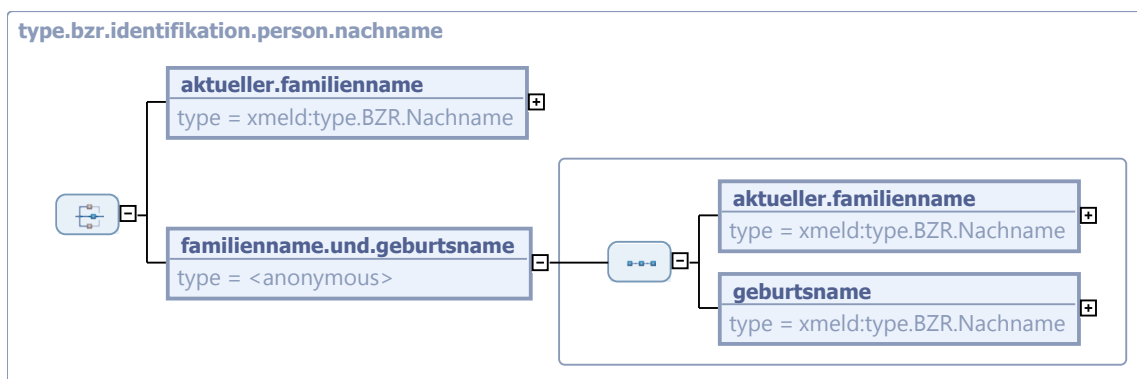 type.bzr.identifikation.person.nachname
aktueller.familienname
type = xmeld:type.BZR.Nachname
familienname.und.geburtsname
type = <anonymous>
aktueller.familienname
type = xmeld:type.BZR.Nachname
geburtsname
type = xmeld:type.BZR.Nachname